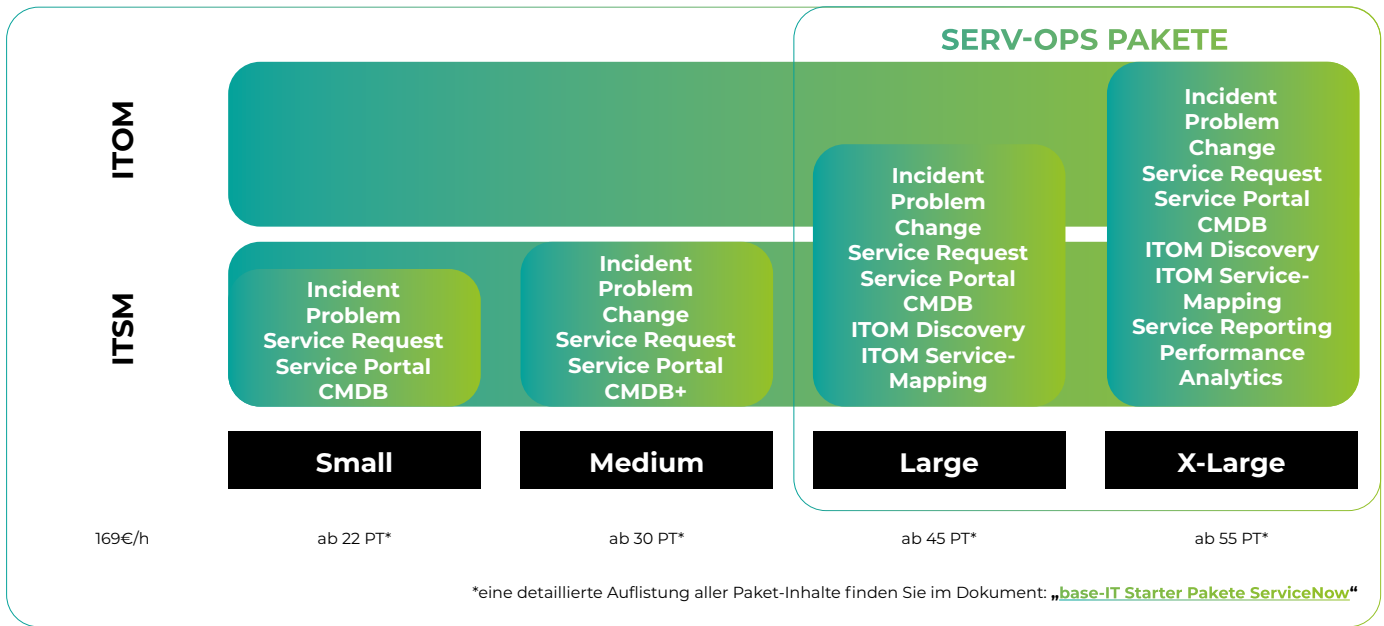 SERV-OPS PAKETE
ITOM
ITSM
Incident
Problem
Service Request
Service Portal
CMDB
Incident
Problem
Change
Service Request
Service Portal
CMDB+
Incident
Problem
Change
Service Request
Service Portal
CMDB
ITOM Discovery
ITOM Service-
Mapping
Incident
Problem
Change
Service Request
Service Portal
CMDB
ITOM Discovery
ITOM Service-
Mapping
Service Reporting
Performance
Analytics
Small
Medium
Large
X-Large
169€/h
ab 22 PT*
ab 30 PT*
ab 45 PT*
ab 55 PT*
*eine detaillierte Auflistung aller Paket-Inhalte finden Sie im Dokument: „base-IT Starter Pakete ServiceNow“